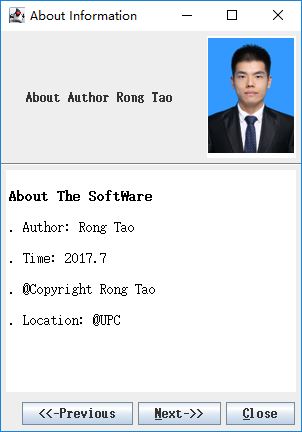 About Information
About Author Rong Tao
About The SoftWare
. Author: Rong Tao
. Time: 2017.7
. @Copyright Rong Tao
. Location: @UPC
<<-Previous
Next->>
Close